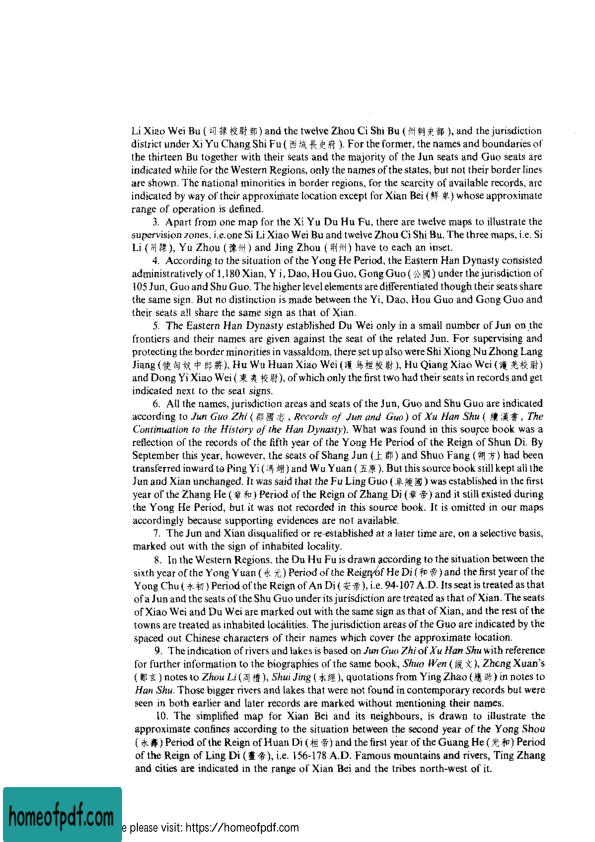 Li Xiao Wei Bu (司隸校尉部) and the twelve Zhou Ci Shi Bu (州刺史部), and the jurisdiction
district under Xi Yu Chang Shi Fu (西域長史府). For the former, the names and boundaries of
the thirteen Bu together with their seats and the majority of the Jun seats and Guo seats are
indicated while for the Western Regions, only the names of the states, but not their border lines
are shown. The national minorities in border regions, for the scarcity of available records, are
indicated by way of their approximate location except for Xian Bei (鮮卑) whose approximate
range of operation is defined.
3. Apart from one map for the Xi Yu Du Hu Fu, there are twelve maps to illustrate the
supervision zones, i.e. one Si Li Xiao Wei Bu and twelve Zhou Ci Shi Bu. The three maps, i.e. Si
Li (司隸), Yu Zhou (豫州) and Jing Zhou (荆州) have to each an inset.
4. According to the situation of the Yong He Period, the Eastern Han Dynasty consisted
administratively of 1,180 Xian, Y i, Dao, Hou Guo, Gong Guo (公國) under the jurisdiction of
105 Jun, Guo and Shu Guo. The higher level elements are differentiated though their seats share
the same sign. But no distinction is made between the Yi, Dao, Hou Guo and Gong Guo and
their seats all share the same sign as that of Xian.
5. The Eastern Han Dynasty established Du Wei only in a small number of Jun on the
frontiers and their names are given against the seat of the related Jun. For supervising and
protecting the border minorities in vassaldom, there set up also were Shi Xiong Nu Zhong Lang
Jiang (使匈奴中郎將), Hu Wu Huan Xiao Wei (護烏桓校尉), Hu Qiang Xiao Wei (護羌校尉)
and Dong Yi Xiao Wei (東夷校尉), of which only the first two had their seats in records and get
indicated next to the seat signs.
6. All the names, jurisdiction areas and seats of the Jun, Guo and Shu Guo are indicated
according to Jun Guo Zhi (郡國志, Records of Jun and Guo) of Xu Han Shu (續漢書, The
Continuation to the History of the Han Dynasty). What was found in this source book was a
reflection of the records of the fifth year of the Yong He Period of the Reign of Shun Di. By
September this year, however, the seats of Shang Jun (上郡) and Shuo Fang (朔方) had been
transferred inward to Ping Yi (馮翊) and Wu Yuan (五原). But this source book still kept all the
Jun and Xian unchanged. It was said that the Fu Ling Guo (阜陵國) was established in the first
year of the Zhang He (章和) Period of the Reign of Zhang Di (章帝) and it still existed during
the Yong He Period, but it was not recorded in this source book. It is omitted in our maps
accordingly because supporting evidences are not available.
7. The Jun and Xian disqualified or re-established at a later time are, on a selective basis,
marked out with the sign of inhabited locality.
8. In the Western Regions, the Du Hu Fu is drawn according to the situation between the
sixth year of the Yong Yuan (永元) Period of the Reign of He Di (和帝) and the first year of the
Yong Chu (永初) Period of the Reign of An Di (安帝), i.e. 94-107 A.D. Its seat is treated as that
of a Jun and the seats of the Shu Guo under its jurisdiction are treated as that of Xian. The seats
of Xiao Wei and Du Wei are marked out with the same sign as that of Xian, and the rest of the
towns are treated as inhabited localities. The jurisdiction areas of the Guo are indicated by the
spaced out Chinese characters of their names which cover the approximate location.
9. The indication of rivers and lakes is based on Jun Guo Zhi of Xu Han Shu with reference
for further information to the biographies of the same book, Shuo Wen (説文), Zheng Xuan's
(鄭玄) notes to Zhou Li (周禮), Shui Jing (水經), quotations from Ying Zhao (應劭) in notes to
Han Shu. Those bigger rivers and lakes that were not found in contemporary records but were
seen in both earlier and later records are marked without mentioning their names.
10. The simplified map for Xian Bei and its neighbours, is drawn to illustrate the
approximate confines according to the situation between the second year of the Yong Shou
(永壽) Period of the Reign of Huan Di (桓帝) and the first year of the Guang He (光和) Period
of the Reign of Ling Di (靈帝), i.e. 156-178 A.D. Famous mountains and rivers, Ting Zhang
and cities are indicated in the range of Xian Bei and the tribes north-west of it.
homeofpdf.com
e please visit: https://homeofpdf.com